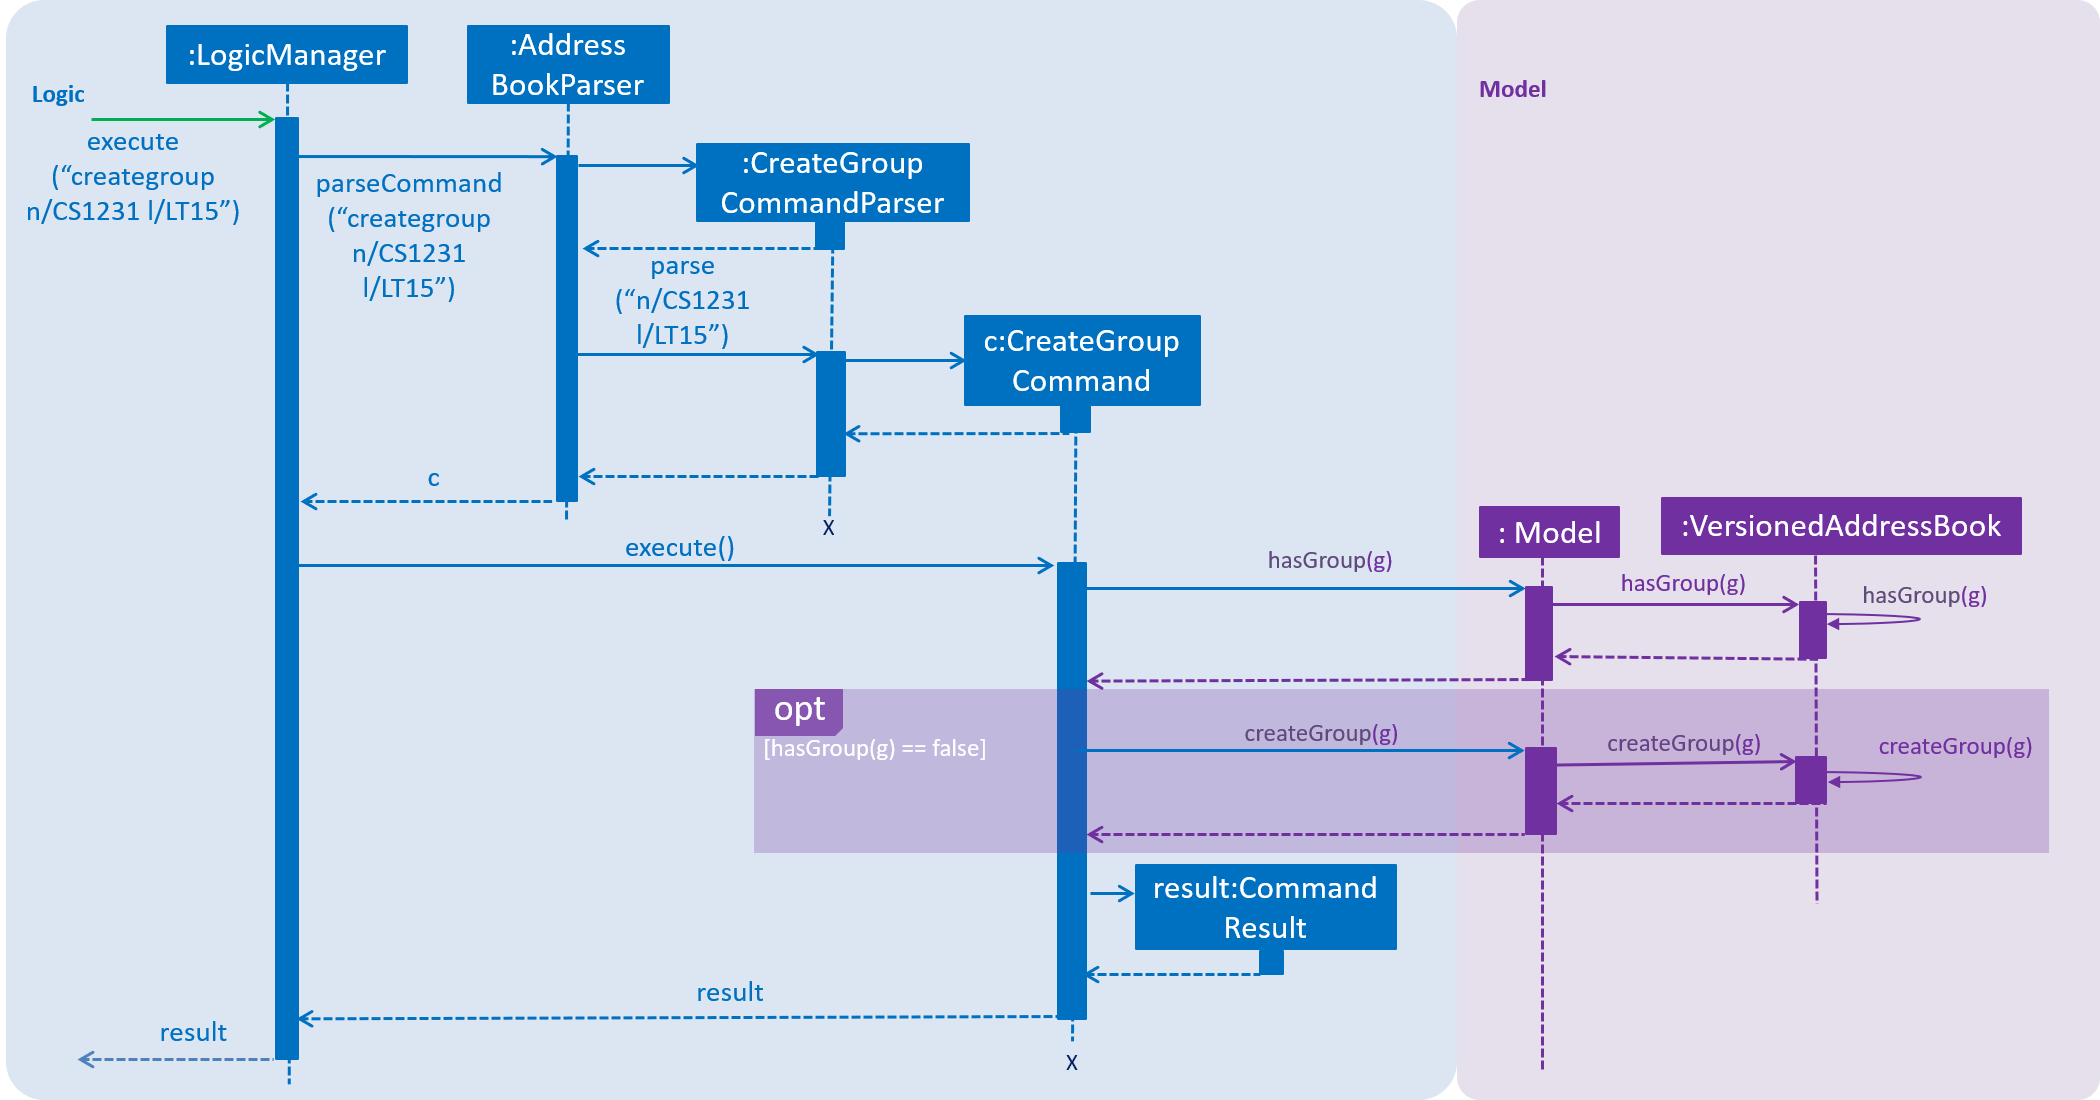 :LogicManager
:Address
BookParser
Logic
Model
execute
(“creategroup
n/CS1231 l/LT15”)
parseCommand
(“creategroup
n/CS1231
l/LT15”)
:CreateGroup
CommandParser
parse
(“n/CS1231
l/LT15”)
c:CreateGroup
Command
c
X
execute()
: Model
:VersionedAddressBook
hasGroup(g)
hasGroup(g)
hasGroup(g)
opt
[hasGroup(g) == false]
createGroup(g)
createGroup(g)
createGroup(g)
result:Command
Result
result
result
X